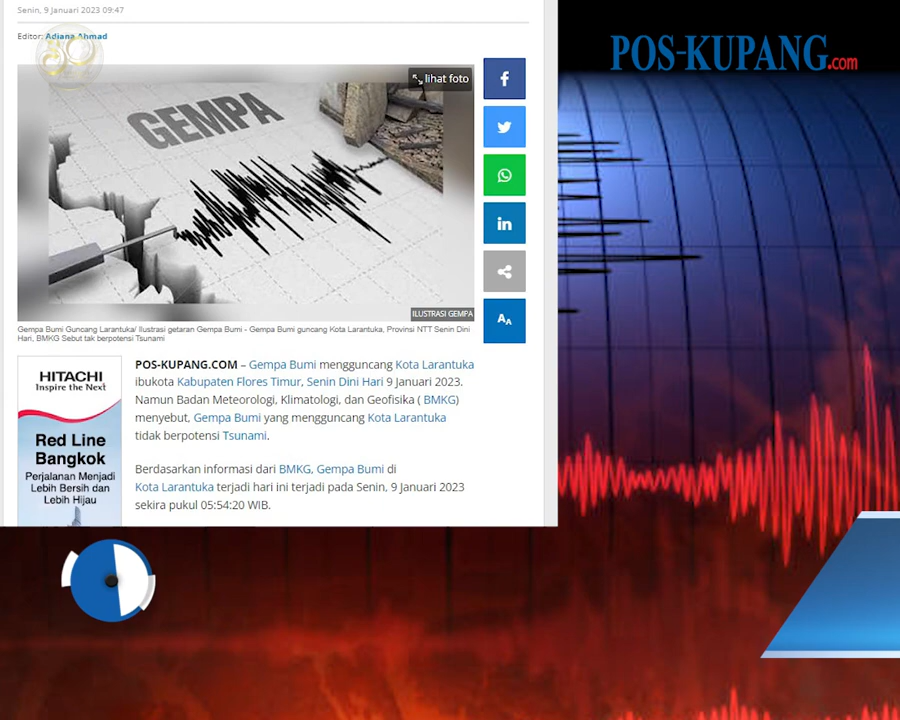 Senin, 9 Januari 2023 09:47
Editor: Adiana Ahmad
80
POS-KUPANG.com
lihat foto
GEMPA
ILUSTRASI GEMPA
Gempa Bumi Guncang Larantuka/ Ilustrasi getaran Gempa Bumi - Gempa Bumi guncang Kota Larantuka, Provinsi NTT Senin Dini
Hari, BMKG Sebut tak berpotensi Tsunami
HITACHI
Inspire the Next
Red Line
Bangkok
Perjalanan Menjadi
Lebih Bersih dan
Lebih Hijau
POS-KUPANG.COM – Gempa Bumi mengguncang Kota Larantuka
ibukota Kabupaten Flores Timur, Senin Dini Hari 9 Januari 2023.
Namun Badan Meteorologi, Klimatologi, dan Geofisika ( BMKG)
menyebut, Gempa Bumi yang mengguncang Kota Larantuka
tidak berpotensi Tsunami.
Berdasarkan informasi dari BMKG, Gempa Bumi di
Kota Larantuka terjadi hari ini terjadi pada Senin, 9 Januari 2023
sekira pukul 05:54:20 WIB.
f
in
AA